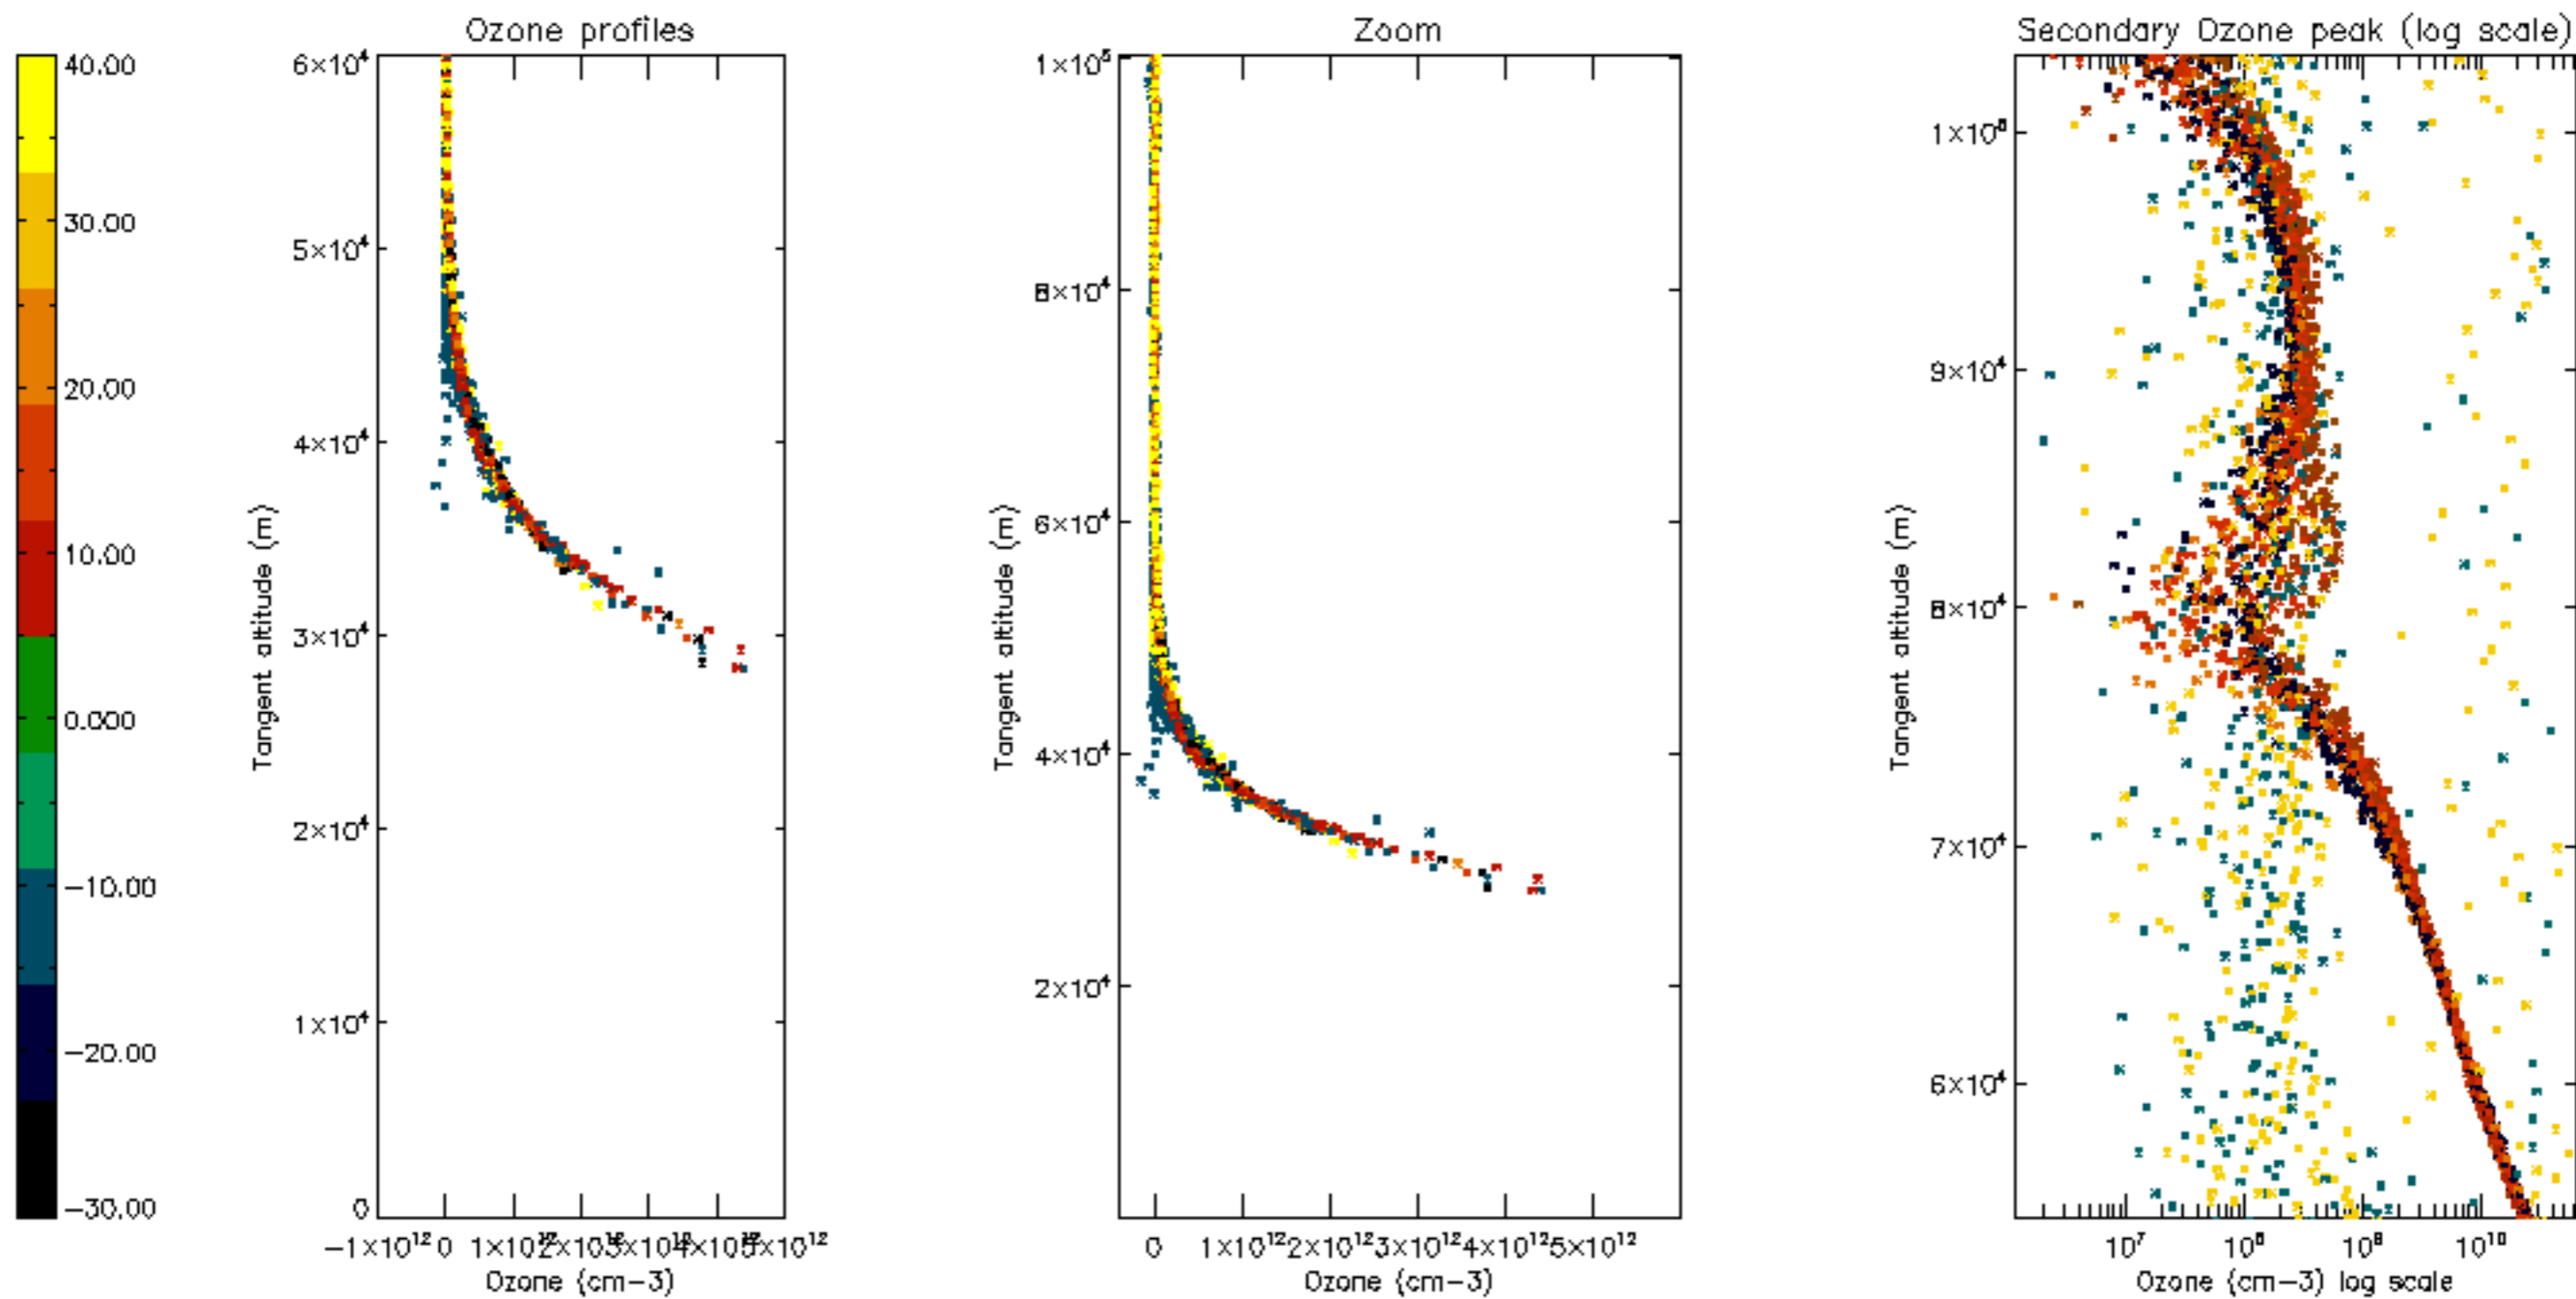 40.00
30.00
20.00
10.00
0.000
-10.00
-20.00
-30.00
Ozone profiles
6×10⁴
5×10⁴
4×10⁴
3×10⁴
2×10⁴
1×10⁴
0
Tangent altitude (m)
-1×10¹² 0
Ozone (cm-3)
Zoom
1×10⁵
8×10⁴
6×10⁴
4×10⁴
2×10⁴
Tangent altitude (m)
0 1×10¹² 2×10¹² 3×10¹² 4×10¹² 5×10¹²
Ozone (cm-3)
Secondary Ozone peak (log scale)
9×10⁴
8×10⁴
7×10⁴
6×10⁴
Tangent altitude (m)
10⁷ 10⁸ 10⁹ 10¹⁰
Ozone (cm-3) log scale